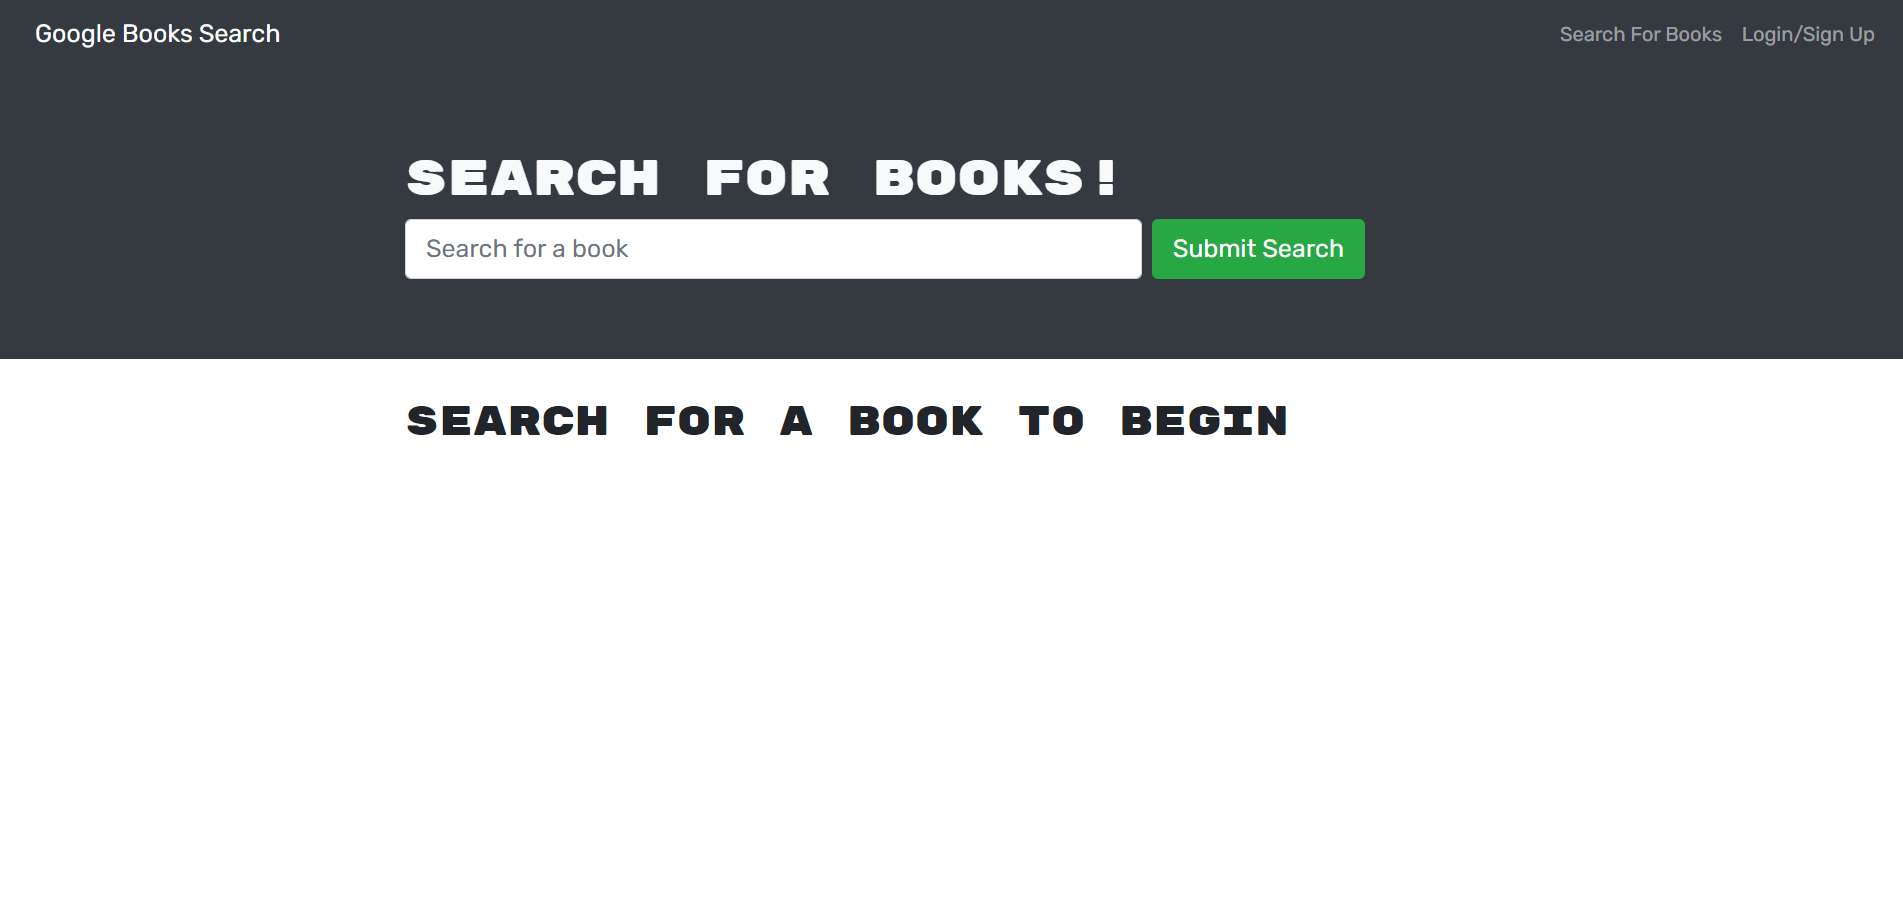 Google Books Search
Search For Books Login/Sign Up
SEARCH FOR BOOKS!
Search for a book
Submit Search
SEARCH FOR A BOOK TO BEGIN